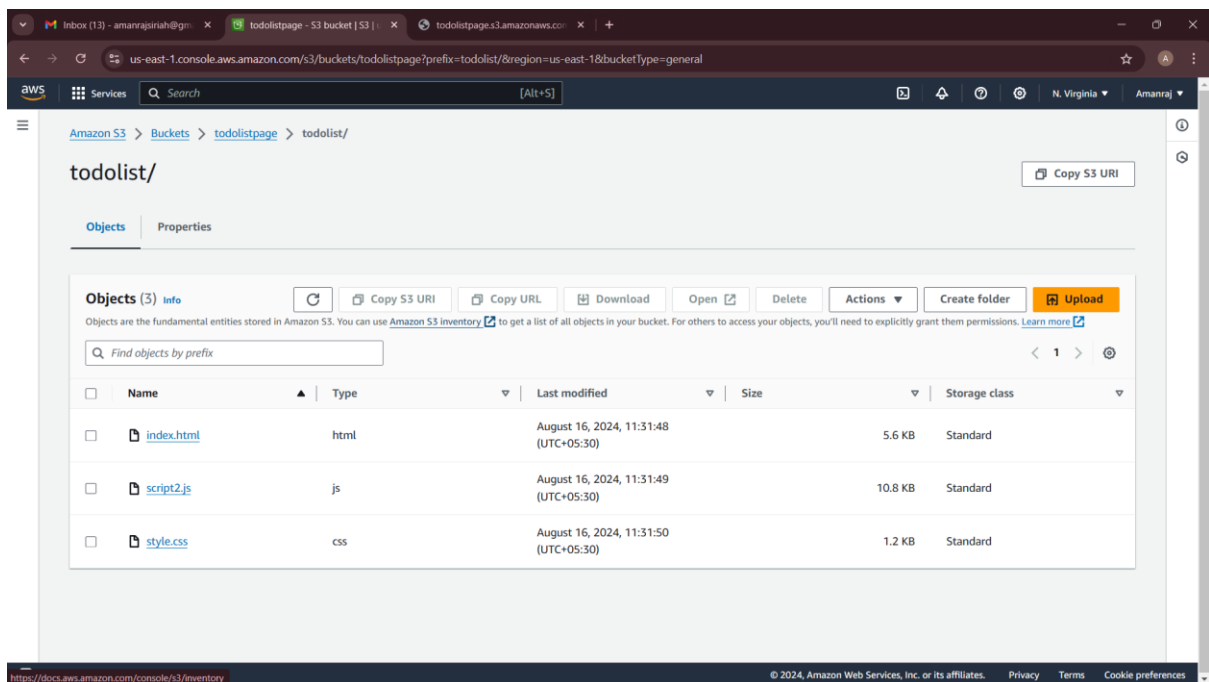 Inbox (13) - amanrajsiriah@gm
todolistpage - S3 bucket | S3 | u
todolistpage.s3.amazonaws.con
us-east-1.console.aws.amazon.com/s3/buckets/todolistpage?prefix=todolist/&region=us-east-1&bucketType=general
A
aws
Services
Search
[Alt+S]
N. Virginia
Amanraj
Amazon S3 > Buckets > todolistpage > todolist/
todolist/
Copy S3 URI
Objects
Properties
Objects (3) Info
Copy S3 URI
Copy URL
Download
Open
Delete
Actions
Create folder
Upload
Objects are the fundamental entities stored in Amazon S3. You can use Amazon S3 inventory to get a list of all objects in your bucket. For others to access your objects, you'll need to explicitly grant them permissions. Learn more
Find objects by prefix
1
Name Type Last modified Size Storage class
index.html html August 16, 2024, 11:31:48 (UTC+05:30) 5.6 KB Standard
script2.js js August 16, 2024, 11:31:49 (UTC+05:30) 10.8 KB Standard
style.css css August 16, 2024, 11:31:50 (UTC+05:30) 1.2 KB Standard
https://docs.aws.amazon.com/console/s3/inventory
© 2024, Amazon Web Services, Inc. or its affiliates. Privacy Terms Cookie preferences